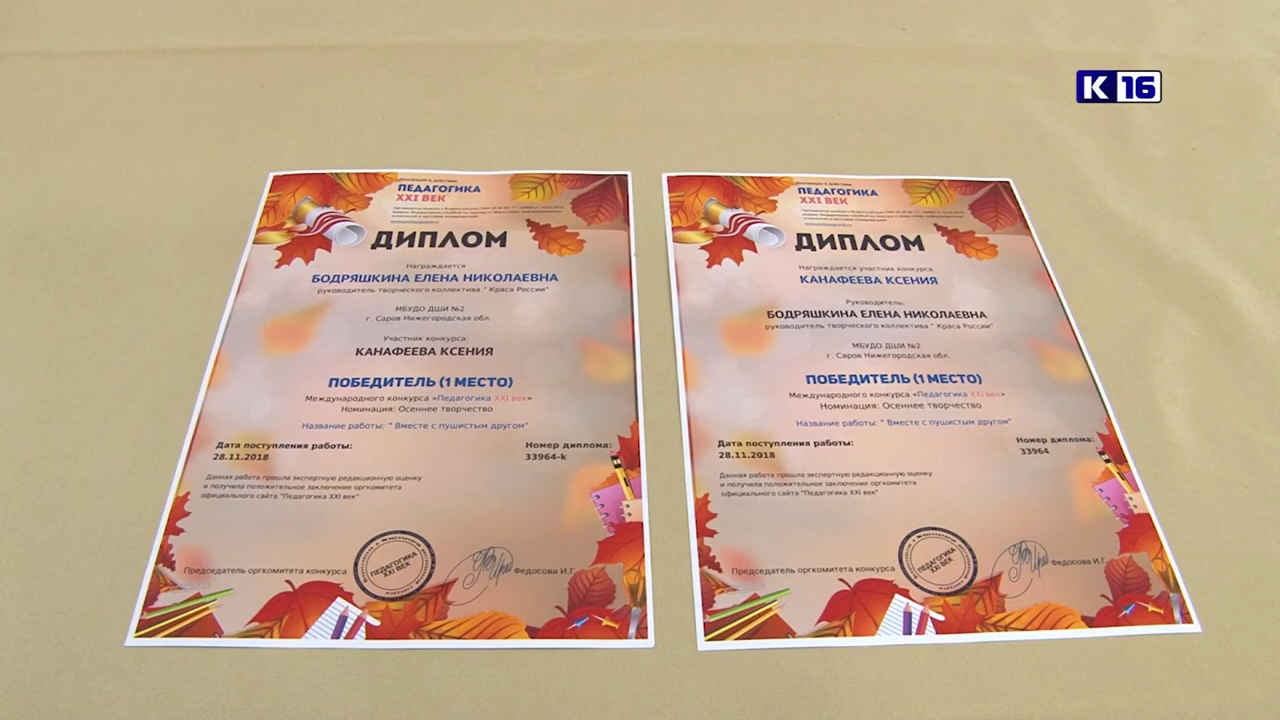 К 16
Инновации в действии
ПЕДАГОГИКА
XXI ВЕК
ДИПЛОМ
Награждается
БОДРЯШКИНА ЕЛЕНА НИКОЛАЕВНА
руководитель творческого коллектива " Краса России"
МБУДО ДШИ №2
г. Саров Нижегородская обл.
Участник конкурса:
КАНАФЕЕВА КСЕНИЯ
ПОБЕДИТЕЛЬ (1 МЕСТО)
Международного конкурса «Педагогика XXI век»
Номинация: Осеннее творчество
Название работы: " Вместе с пушистым другом"
Дата поступления работы:
28.11.2018
Номер диплома:
33964-k
Данная работа прошла экспертную редакционную оценку
и получила положительное заключение оргкомитета
официального сайта "Педагогика XXI век"
Председатель оргкомитета конкурса
ПЕДАГОГИКА
XXI ВЕК
Федосова И.Г.
Инновации в действии
ПЕДАГОГИКА
XXI ВЕК
ДИПЛОМ
Награждается участник конкурса
КАНАФЕЕВА КСЕНИЯ
Руководитель:
БОДРЯШКИНА ЕЛЕНА НИКОЛАЕВНА
руководитель творческого коллектива " Краса России"
МБУДО ДШИ №2
г. Саров Нижегородская обл.
ПОБЕДИТЕЛЬ (1 МЕСТО)
Международного конкурса «Педагогика XXI век»
Номинация: Осеннее творчество
Название работы: " Вместе с пушистым другом"
Дата поступления работы:
28.11.2018
Номер диплома:
33964
Данная работа прошла экспертную редакционную оценку
и получила положительное заключение оргкомитета
официального сайта "Педагогика XXI век"
Председатель оргкомитета конкурса
ПЕДАГОГИКА
XXI ВЕК
Федосова И.Г.